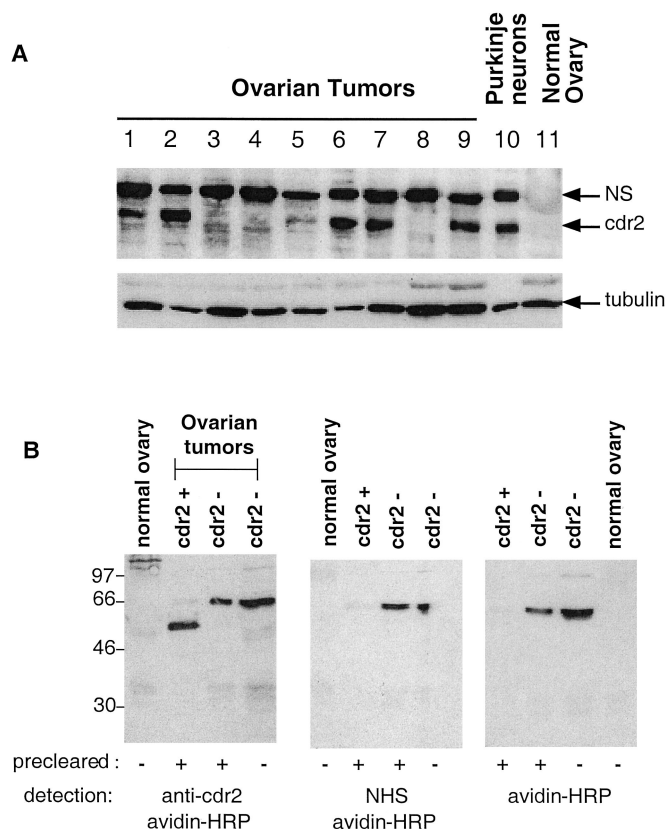 A
Ovarian Tumors
Purkinje
neurons
Normal
Ovary
1 2 3 4 5 6 7 8 9 10 11
NS
cdr2
tubulin
B
normal ovary
Ovarian
tumors
cdr2 +
cdr2 -
cdr2 -
normal ovary
cdr2 +
cdr2 -
cdr2 -
cdr2 +
cdr2 -
cdr2 -
normal ovary
97
66
46
30
precleared : - + + - - + + - + + - -
detection: anti-cdr2 NHS avidin-HRP
avidin-HRP avidin-HRP